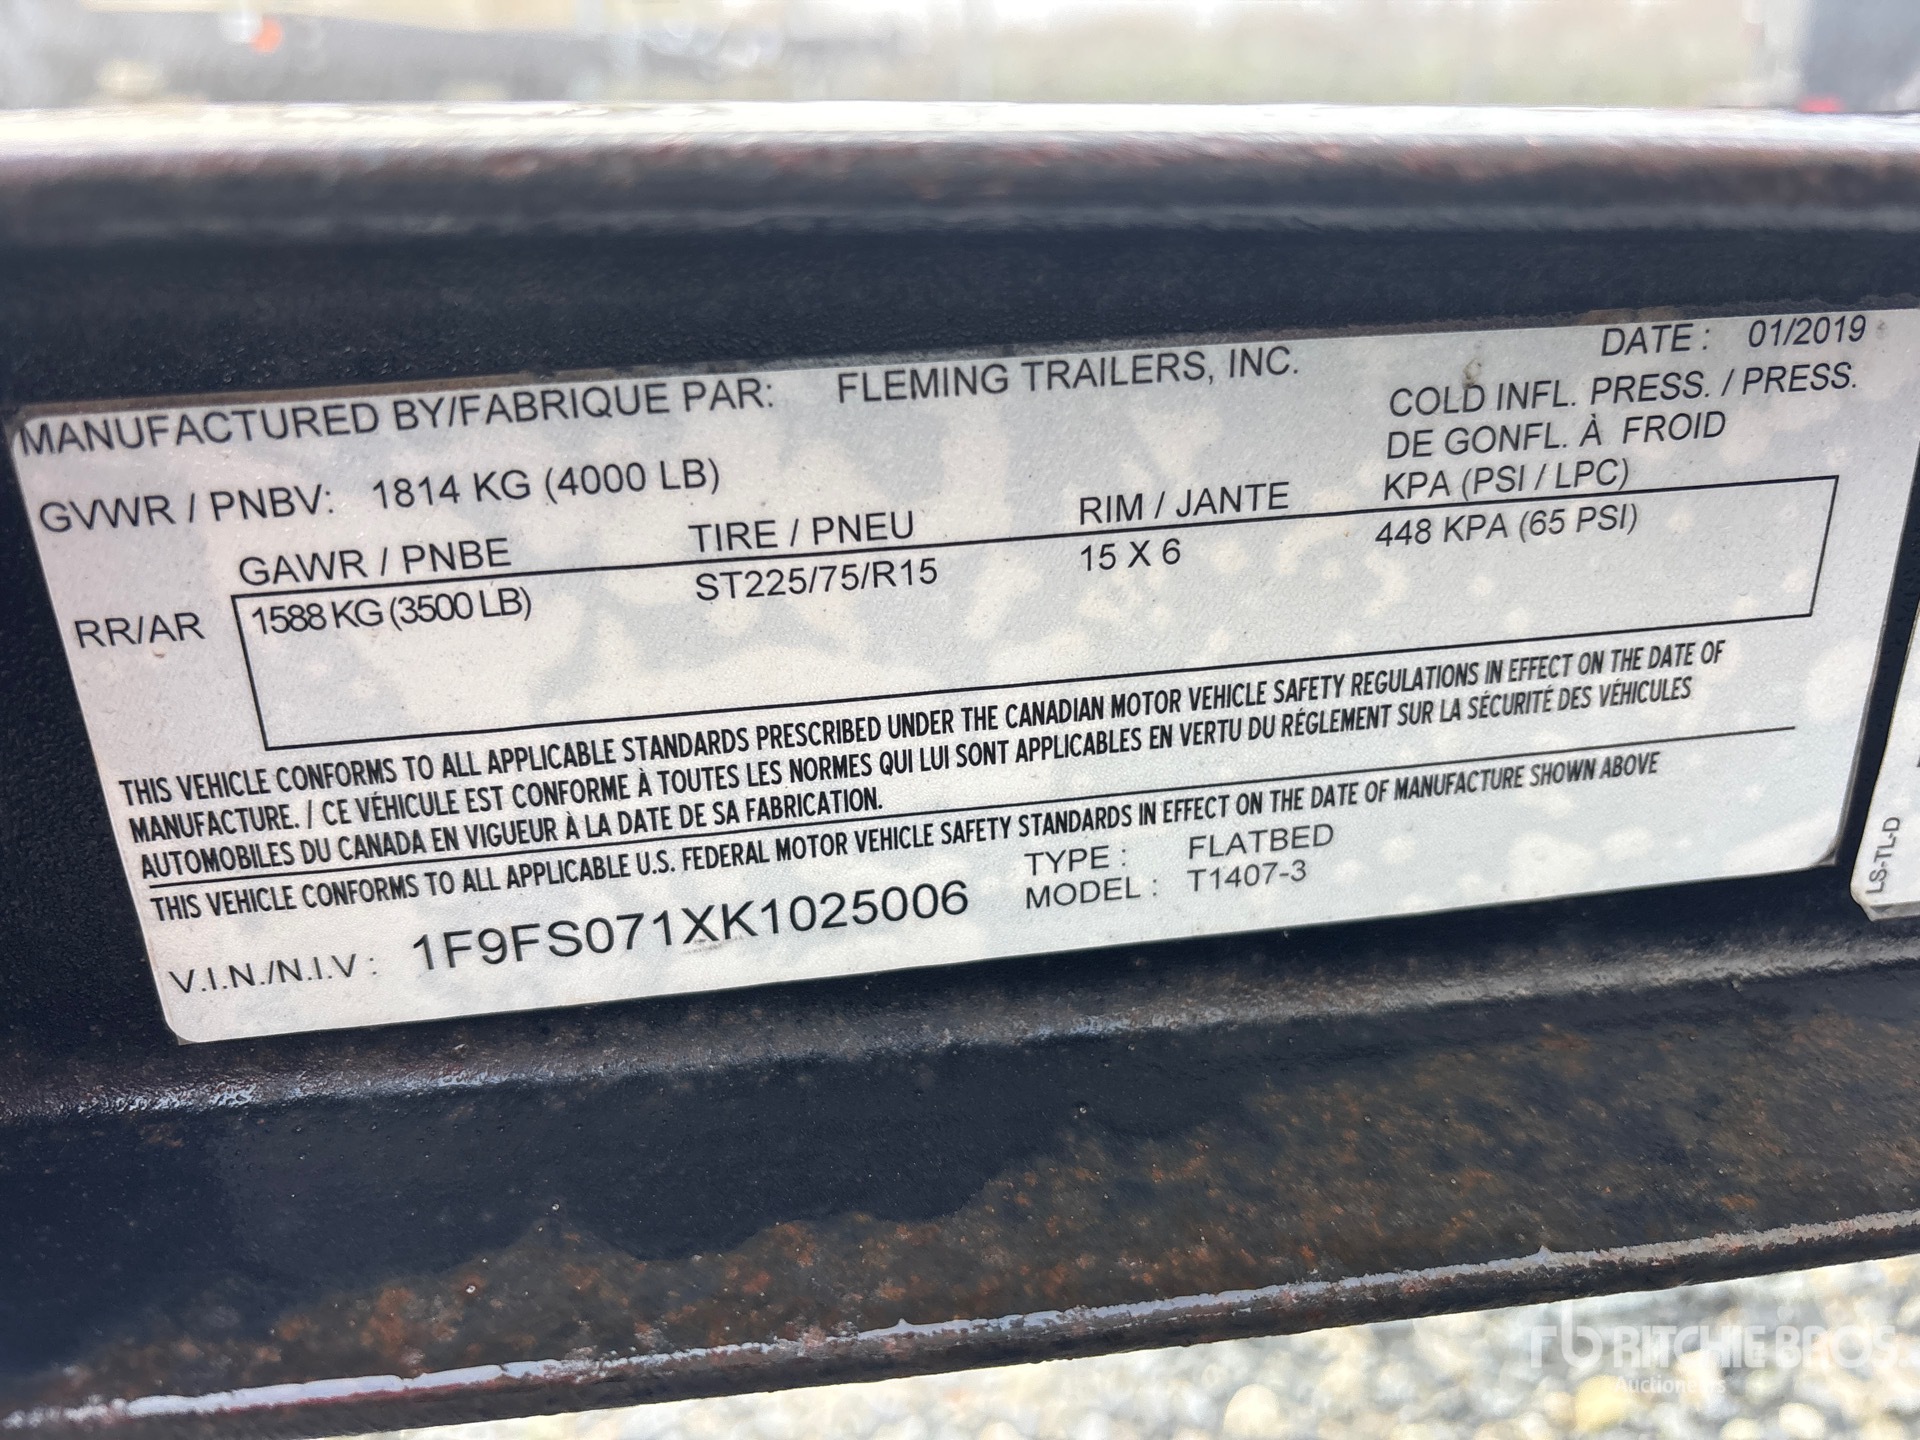 DATE : 01/2019
MANUFACTURED BY/FABRIQUE PAR: FLEMING TRAILERS, INC.
COLD INFL. PRESS. / PRESS.
DE GONFL. À FROID
GVWR / PNBV: 1814 KG (4000 LB)
KPA (PSI / LPC)
GAWR / PNBE TIRE / PNEU RIM / JANTE
RR/AR 1588 KG (3500 LB) ST225/75/R15 15 X 6 448 KPA (65 PSI)
THIS VEHICLE CONFORMS TO ALL APPLICABLE STANDARDS PRESCRIBED UNDER THE CANADIAN MOTOR VEHICLE SAFETY REGULATIONS IN EFFECT ON THE DATE OF
MANUFACTURE. / CE VÉHICULE EST CONFORME À TOUTES LES NORMES QUI LUI SONT APPLICABLES EN VERTU DU RÉGLEMENT SUR LA SÉCURITÉ DES VÉHICULES
AUTOMOBILES DU CANADA EN VIGUEUR À LA DATE DE SA FABRICATION.
THIS VEHICLE CONFORMS TO ALL APPLICABLE U.S. FEDERAL MOTOR VEHICLE SAFETY STANDARDS IN EFFECT ON THE DATE OF MANUFACTURE SHOWN ABOVE
TYPE : FLATBED
V.I.N./N.I.V : 1F9FS071XK1025006 MODEL : T1407-3
LS-TL-D
rb RITCHIE BROS.
Auctioneers